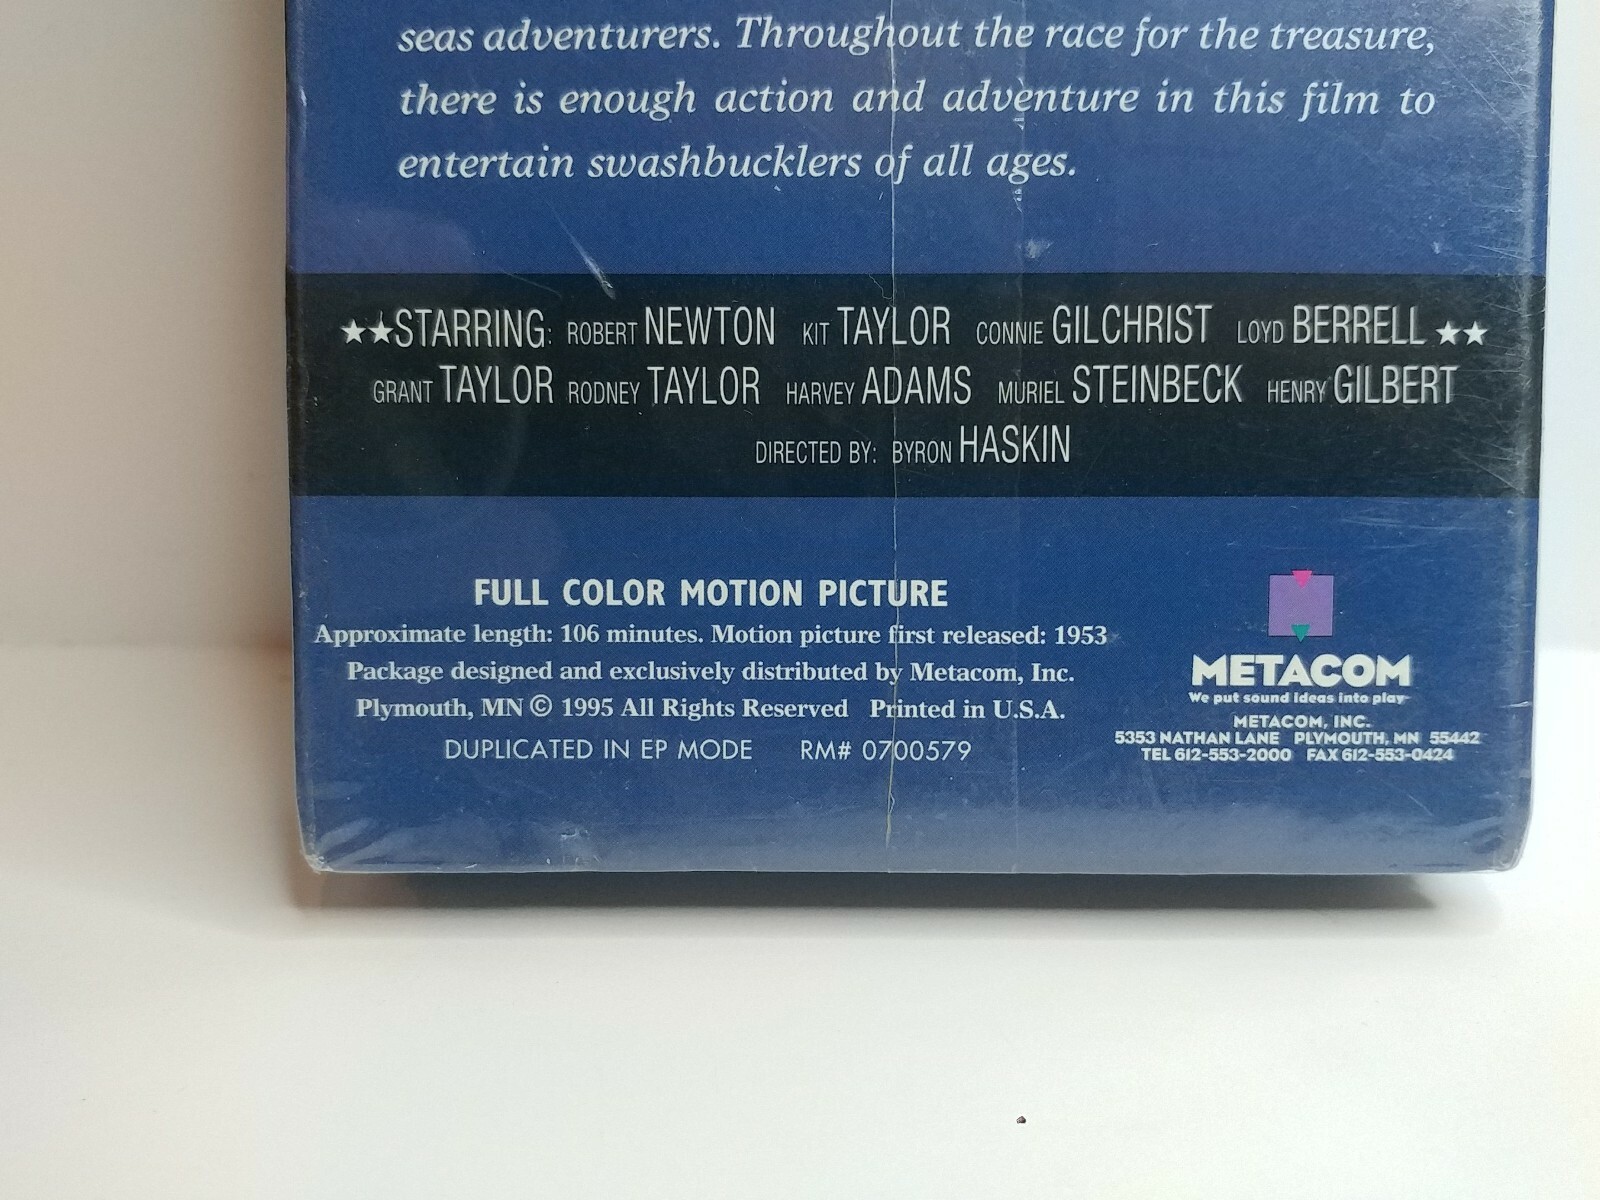 seas adventurers. Throughout the race for the treasure,
there is enough action and adventure in this film to
entertain swashbucklers of all ages.
★★STARRING: ROBERT NEWTON KIT TAYLOR CONNIE GILCHRIST LOYD BERRELL ★★
GRANT TAYLOR RODNEY TAYLOR HARVEY ADAMS MURIEL STEINBECK HENRY GILBERT
DIRECTED BY: BYRON HASKIN
FULL COLOR MOTION PICTURE
Approximate length: 106 minutes. Motion picture first released: 1953
Package designed and exclusively distributed by Metacom, Inc.
Plymouth, MN © 1995 All Rights Reserved Printed in U.S.A.
DUPLICATED IN EP MODE RM# 0700579
METACOM
We put sound ideas into play
METACOM, INC.
5353 NATHAN LANE PLYMOUTH, MN 55442
TEL 612-553-2000 FAX 612-553-0424